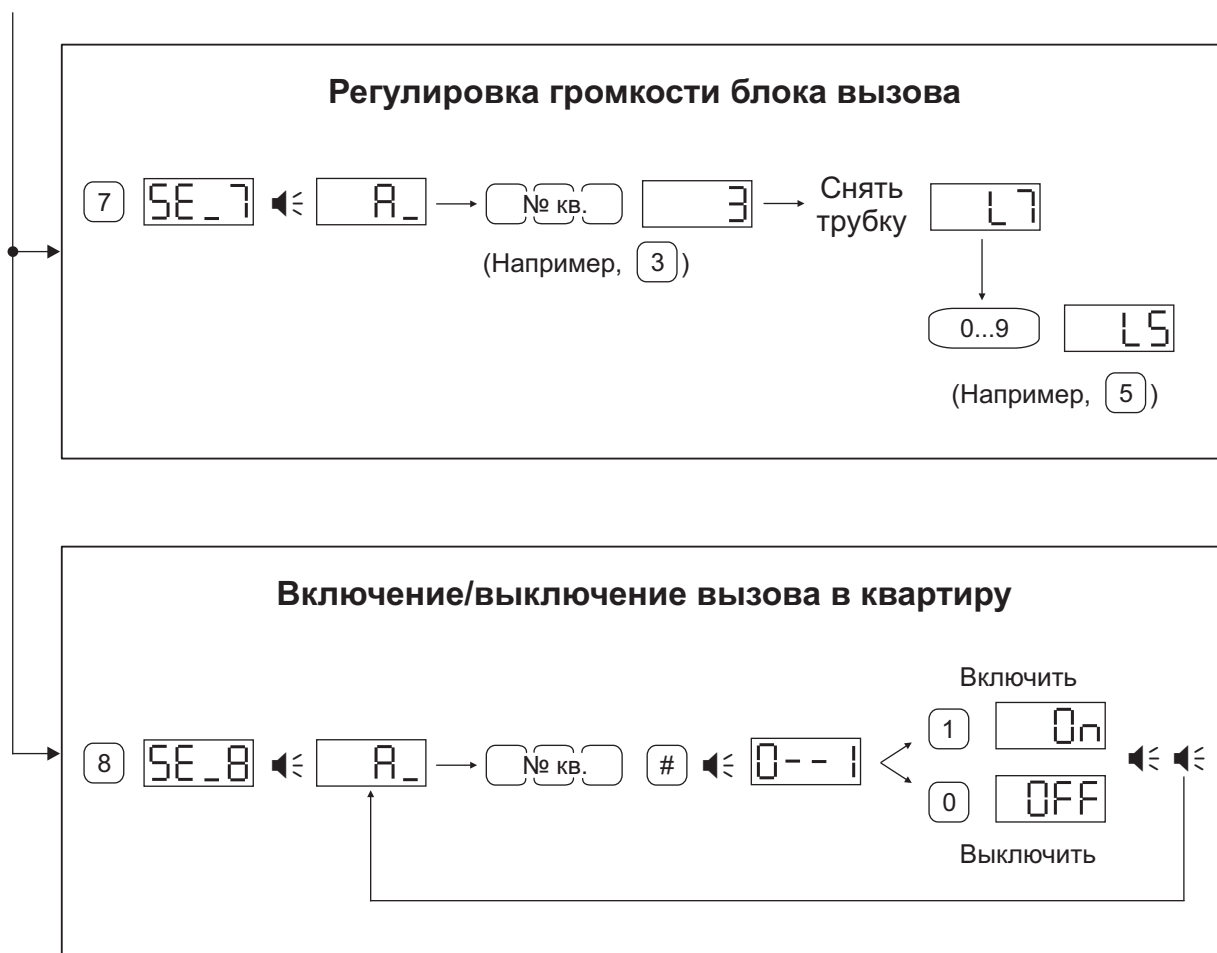 Регулировка громкости блока вызова
7 SE_7 A_ № кв. 3 Снять трубку L7
(Например, 3)
0...9 L5
(Например, 5)
Включение/выключение вызова в квартиру
Включить
8 SE_8 A_ № кв. # 0--1 1 On
0 OFF
Выключить